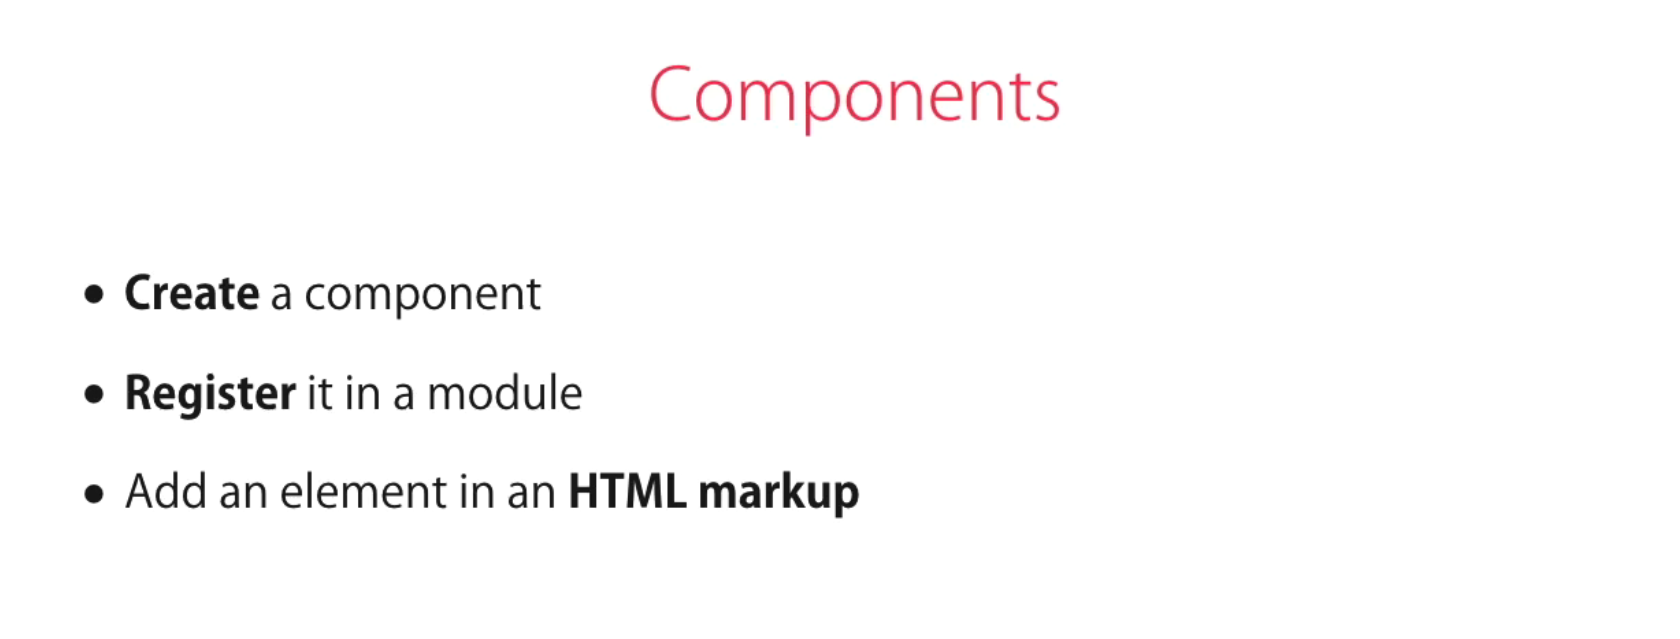 Components
• Create a component
• Register it in a module
• Add an element in an HTML markup